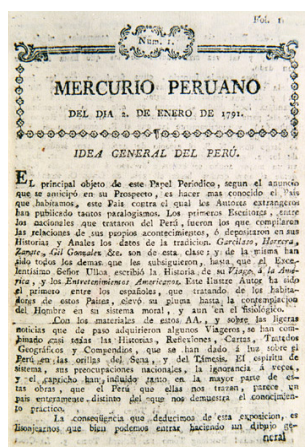 Fol. 1
Num. 1.
MERCURIO PERUANO
DEL DIA 2. DE ENERO DE 1791.
IDEA GENERAL DEL PERÚ.
EL principal objeto de este Papel Periodico, segun el anuncio
que se anticipó en su Prospecto, es hacer mas conocido el Pais
que habitamos, este Pais contra el qual los Autores extrangeros
han publicado tantos paralogismos. Los primeros Escritores, entre
los nacionales que trataron del Perú, fueron los que compilaron
las relaciones de sus propios acontecimientos, ó depositaron en sus
Historias y Anales los datos de la tradicion. Garcilaso, Herrera,
Zarate, Gil Gonzales &c. son de esta clase; y de la misma han
sido todos los demas que les subsiguieron, hasta que el Exce-
lentísimo Señor Ulloa escribió la Historia de su Viage á la Amé-
rica, y los Entretenimientos Americanos. Este Ilustre Autor ha sido
el primero entre los españoles, que tratando de los habita-
dores de estos Paises, elevó su pluma hasta la contemplacion
del Hombre en su sistema moral, y aun en el fisiológico.
Con los materiales de estos AA., y sobre las ligeras
noticias que de paso adquirieron algunos Viageros, se han com-
binado casi todas las Historias, Reflexiones, Cartas, Tratados
Geográficos y Compendios, que se han dado á luz sobre el
Perú en las orillas del Sena, y del Támesis. El espíritu de
sistema, sus preocupaciones nacionales, la ignorancia á veces,
y el capricho han influido tanto en la mayor parte de es-
tas obras, que el Perú que ellas nos trazan, parece un
pais enteramente distinto del que nos demuestra el conocimien-
to práctico.
La consequencia que deducimos de esta exposicion, es
lisonjearnos que bien podemos entrar haciendo un dibujo ge-
neral